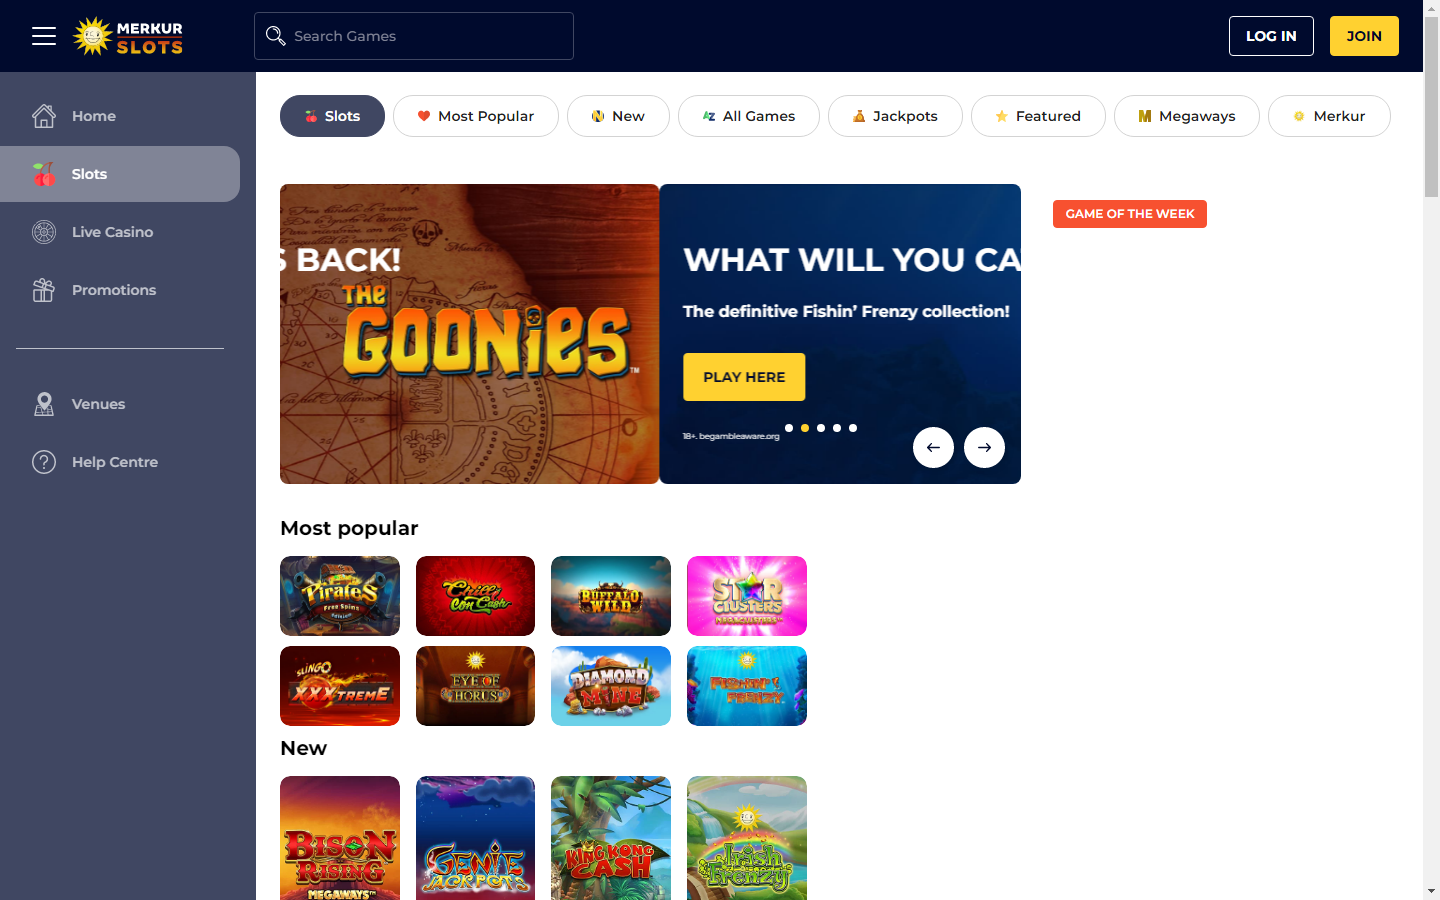 MERKUR
SLOTS
Search Games
LOG IN
JOIN
Home
Slots
Live Casino
Promotions
Venues
Help Centre
Slots
Most Popular
New
All Games
Jackpots
Featured
Megaways
Merkur
S BACK!
THE
GOONIES
TM
WHAT WILL YOU CA
The definitive Fishin' Frenzy collection!
PLAY HERE
18+. begambleaware.org
GAME OF THE WEEK
Most popular
Pirates
Free Spins
Edition
Chilli
Con Cash
BUFFALO
WILD
STAR
CLUSTERS
MEGACLUSTERS™
SLINGO
XXXTREME
EYE OF
HORUS
DIAMOND
MINE
FISHIN'
FRENZY
New
BISON
RISING
MEGAWAYS™
GENIE
JACKPOTS
KING KONG
CASH
Irish
Frenzy